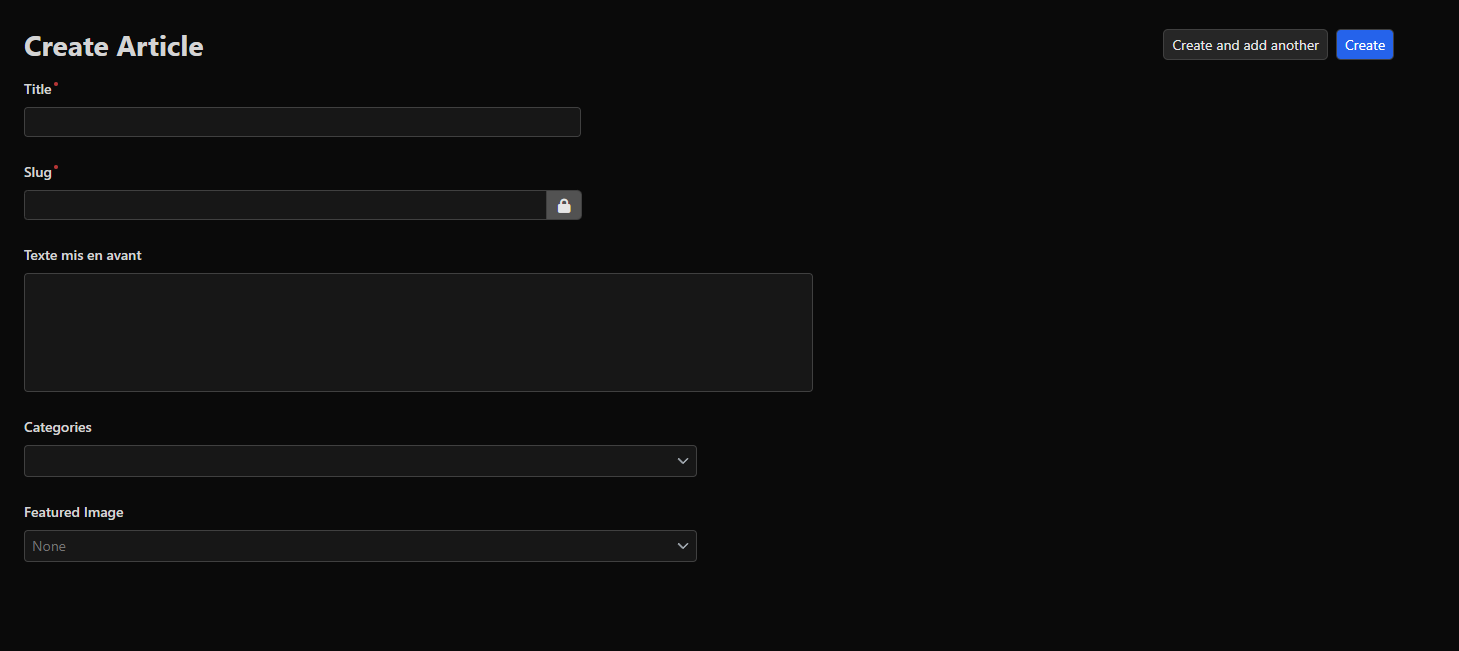 Create Article
Create and add another
Create
Title*
Slug*
Texte mis en avant
Categories
Featured Image
None